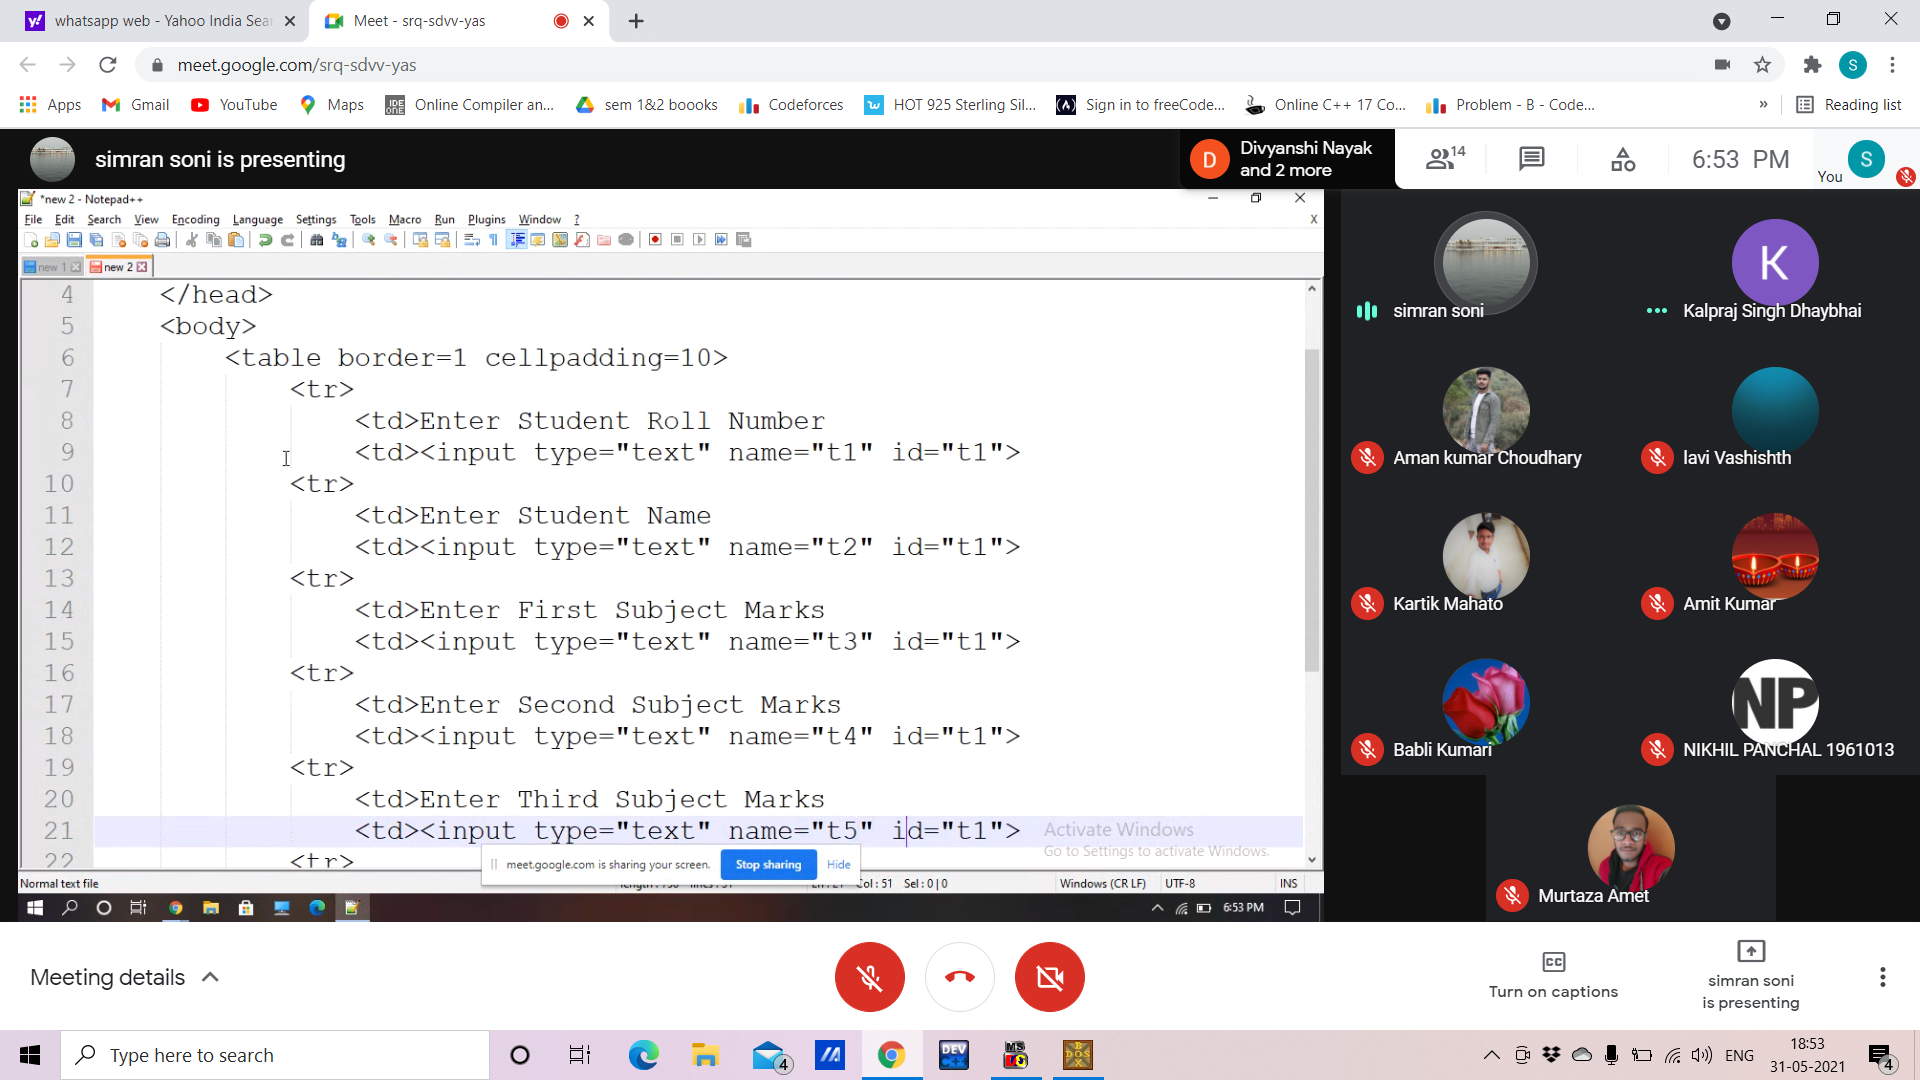 whatsapp web - Yahoo India Sear
Meet - srq-sdvv-yas
meet.google.com/srq-sdvv-yas
S
Apps
Gmail
YouTube
Maps
Online Compiler an...
sem 1&2 boooks
Codeforces
HOT 925 Sterling Sil...
Sign in to freeCode...
Online C++ 17 Co...
Problem - B - Code...
»
Reading list
simran soni is presenting
D
Divyanshi Nayak
and 2 more
14
6:53 PM
You
S
*new 2 - Notepad++
File Edit Search View Encoding Language Settings Tools Macro Run Plugins Window ?
X
new 1
new 2
4 </head>
5 <body>
6 <table border=1 cellpadding=10>
7 <tr>
8 <td>Enter Student Roll Number
9 <td><input type="text" name="t1" id="t1">
10 <tr>
11 <td>Enter Student Name
12 <td><input type="text" name="t2" id="t1">
13 <tr>
14 <td>Enter First Subject Marks
15 <td><input type="text" name="t3" id="t1">
16 <tr>
17 <td>Enter Second Subject Marks
18 <td><input type="text" name="t4" id="t1">
19 <tr>
20 <td>Enter Third Subject Marks
21 <td><input type="text" name="t5" id="t1">
22 <tr>
Activate Windows
Go to Settings to activate Windows.
meet.google.com is sharing your screen.
Stop sharing
Hide
Normal text file
Col : 51 Sel : 0 | 0
Windows (CR LF)
UTF-8
INS
6:53 PM
simran soni
K
Kalpraj Singh Dhaybhai
Aman kumar Choudhary
lavi Vashishth
Kartik Mahato
Amit Kumar
Babli Kumari
NP
NIKHIL PANCHAL 1961013
Murtaza Amet
Meeting details
Turn on captions
simran soni
is presenting
Type here to search
4
DEV
MS
DOS
ENG
18:53
31-05-2021
4